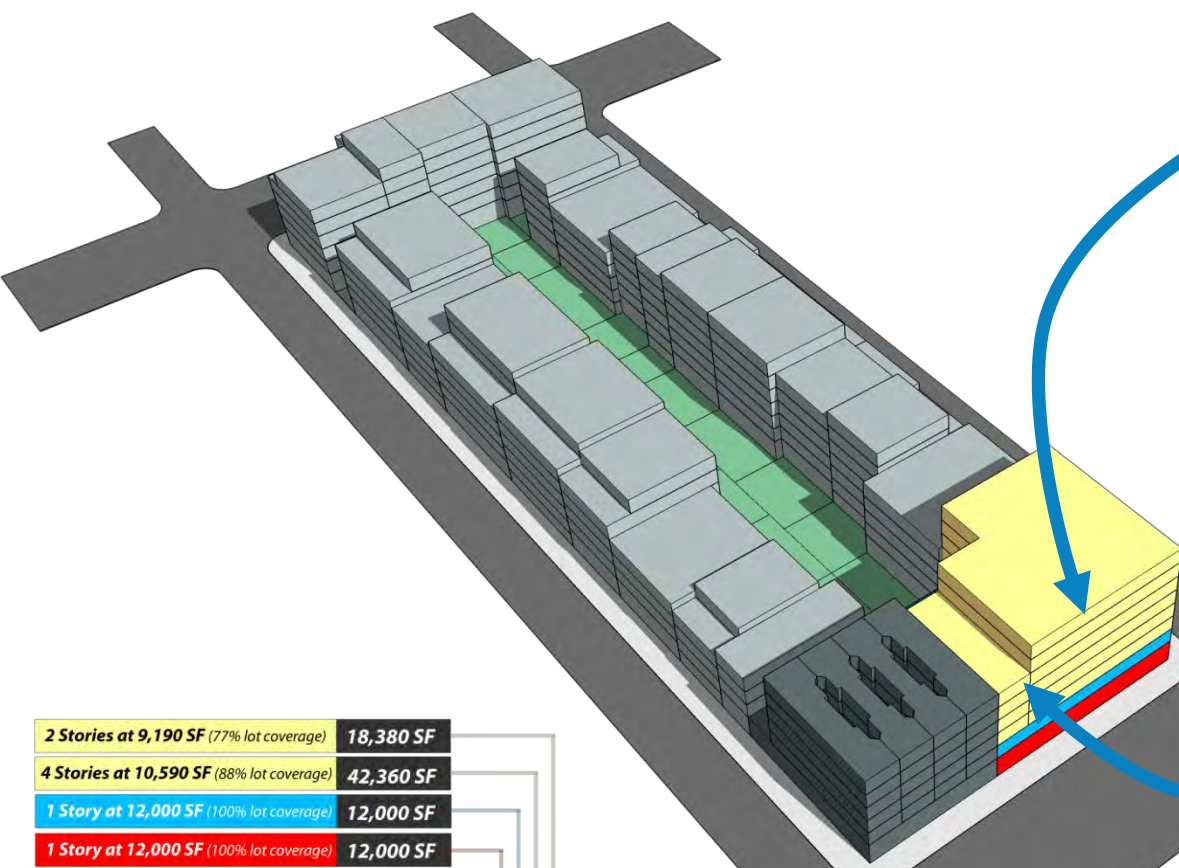 2 Stories at 9,190 SF (77% lot coverage) 18,380 SF
4 Stories at 10,590 SF (88% lot coverage) 42,360 SF
1 Story at 12,000 SF (100% lot coverage) 12,000 SF
1 Story at 12,000 SF (100% lot coverage) 12,000 SF